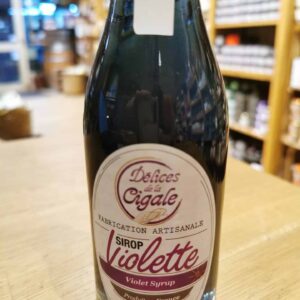 Délices
de la
Cigale
FABRICATION ARTISANALE
SIROP
Violette
Violet Syrup